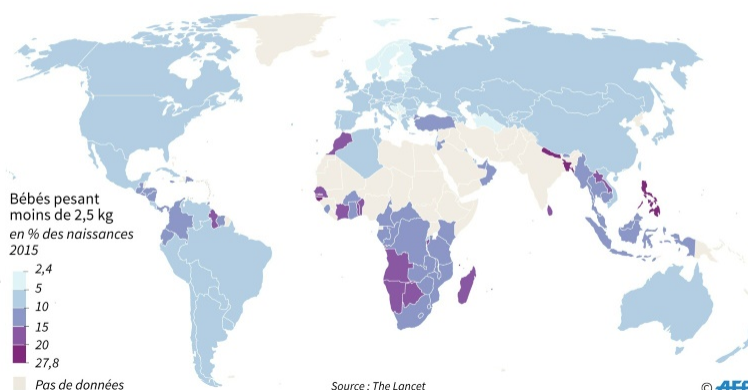 Bébés pesant
moins de 2,5 kg
en % des naissances
2015
2,4
5
10
15
20
27,8
Pas de données
Source : The Lancet
© AFP